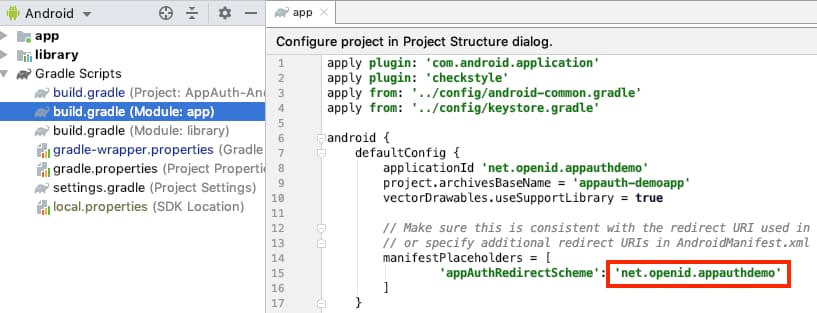 Android
app
library
Gradle Scripts
build.gradle (Project: AppAuth-An
build.gradle (Module: app)
build.gradle (Module: library)
gradle-wrapper.properties (Gradle
gradle.properties (Project Propertie
settings.gradle (Project Settings)
local.properties (SDK Location)
app
Configure project in Project Structure dialog.
1 apply plugin: 'com.android.application'
2 apply plugin: 'checkstyle'
3 apply from: '../config/android-common.gradle'
4 apply from: '../config/keystore.gradle'
5
6 android {
7 defaultConfig {
8 applicationId 'net.openid.appauthdemo'
9 project.archivesBaseName = 'appauth-demoapp'
10 vectorDrawables.useSupportLibrary = true
11
12 // Make sure this is consistent with the redirect URI used in
13 // or specify additional redirect URIs in AndroidManifest.xml
14 manifestPlaceholders = [
15 'appAuthRedirectScheme': 'net.openid.appauthdemo'
16 ]
17 }